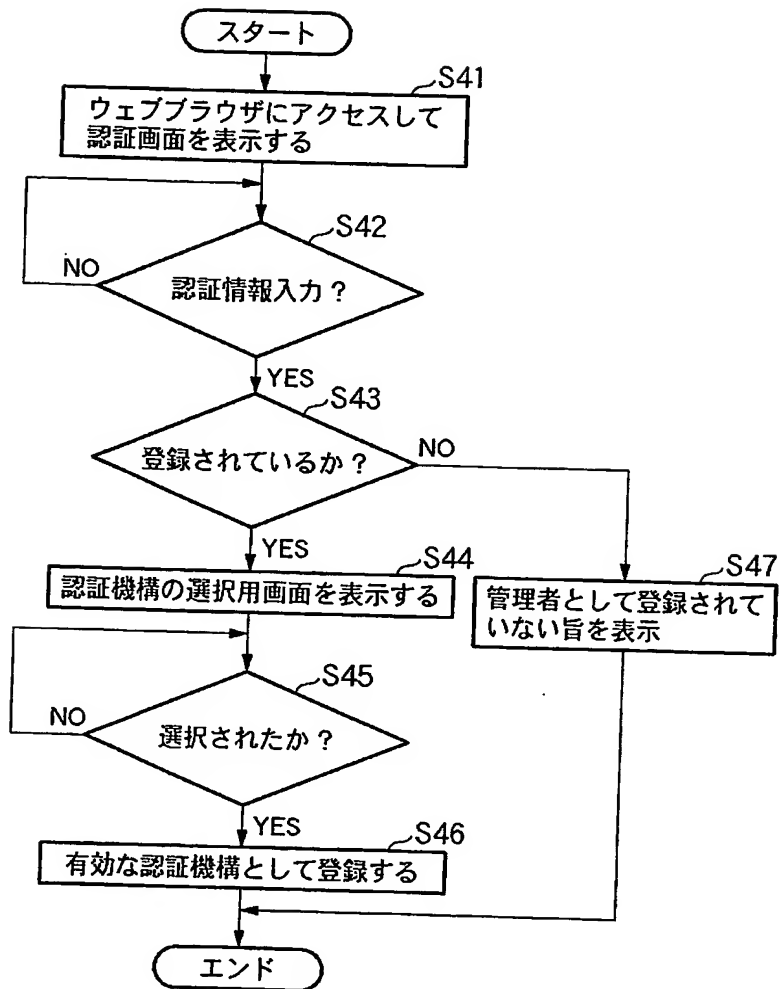 スタート
S41
ウェブブラウザにアクセスして
認証画面を表示する
S42
NO
認証情報入力？
YES
S43
登録されているか？
NO
YES
S44
認証機構の選択用画面を表示する
S47
管理者として登録されて
いない旨を表示
S45
NO
選択されたか？
YES
S46
有効な認証機構として登録する
エンド